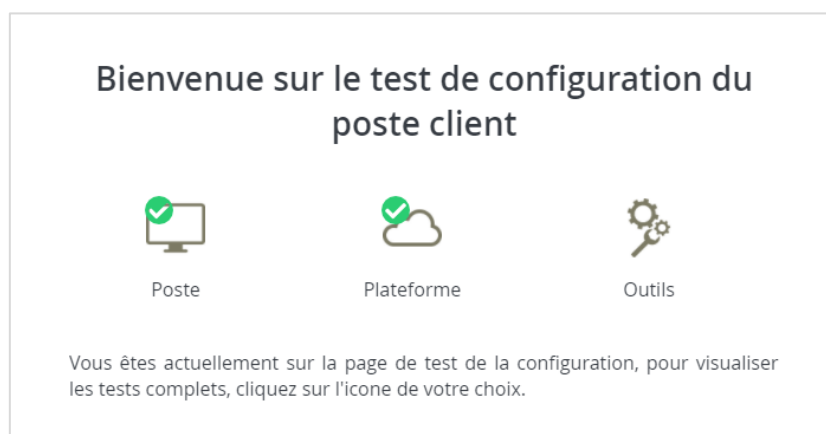 Bienvenue sur le test de configuration du
poste client
Poste
Plateforme
Outils
Vous êtes actuellement sur la page de test de la configuration, pour visualiser
les tests complets, cliquez sur l'icone de votre choix.